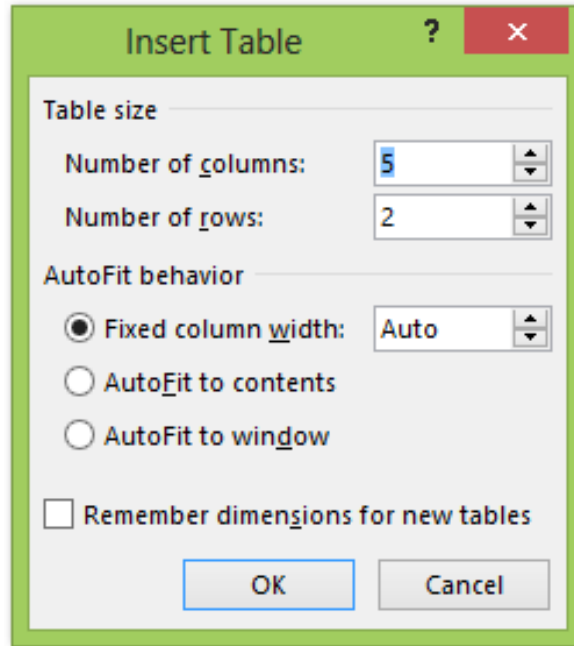 Insert Table ?
Table size
Number of columns: 5
Number of rows: 2
AutoFit behavior
Fixed column width: Auto
AutoFit to contents
AutoFit to window
Remember dimensions for new tables
OK Cancel